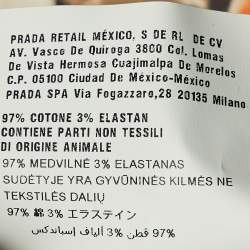 PRADA RETAIL MÉXICO, S DE RL DE CV
AV. Vasco De Quiroga 3800 Col. Lomas
De Vista Hermosa Cuajimalpa De Morelos
C.P. 05100 Ciudad De México-México
PRADA SPA Via Fogazzaro,28 20135 Milano
97% COTONE 3% ELASTAN
CONTIENE PARTI NON TESSILI
DI ORIGINE ANIMALE
97% MEDVILNĖ 3% ELASTANAS
SUDĖTYJE YRA GYVŪNINĖS KILMĖS NE
TEKSTILĖS DALIŲ
97% 綿 3% エラステイン
97% قطن 3% ألياف إسباندكس